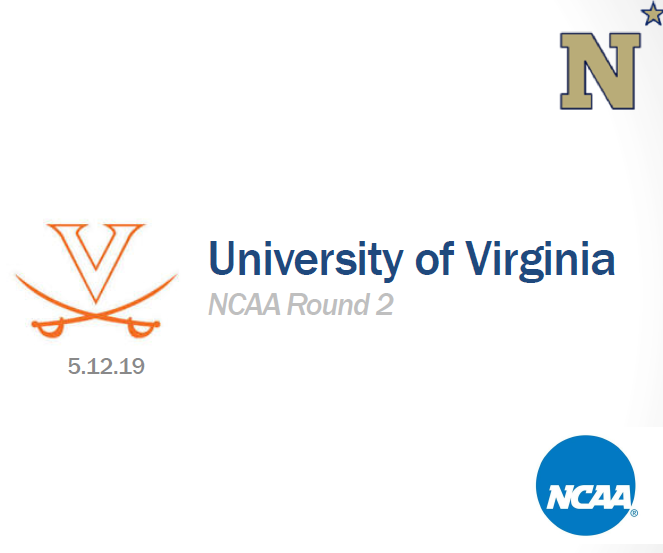 N
V
University of Virginia
NCAA Round 2
5.12.19
NCAA®